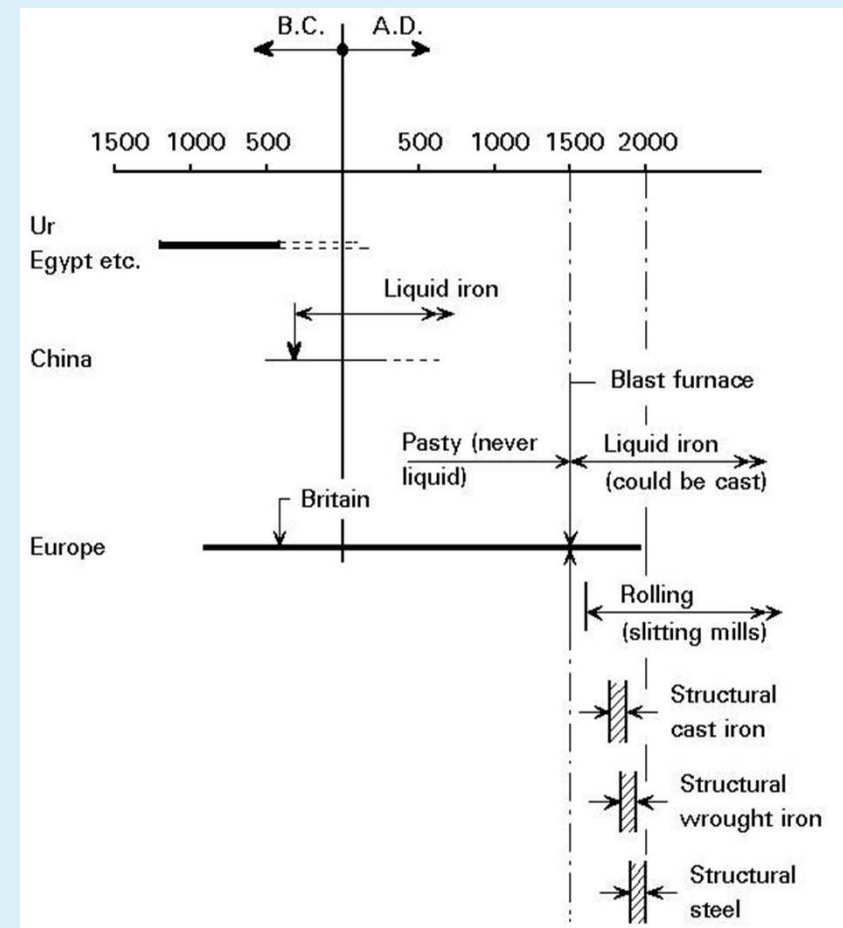 B.C. A.D.
1500 1000 500 500 1000 1500 2000
Ur
Egypt etc.
Liquid iron
China
Blast furnace
Pasty (never
liquid)
Liquid iron
(could be cast)
Britain
Europe
Rolling
(slitting mills)
Structural
cast iron
Structural
wrought iron
Structural
steel